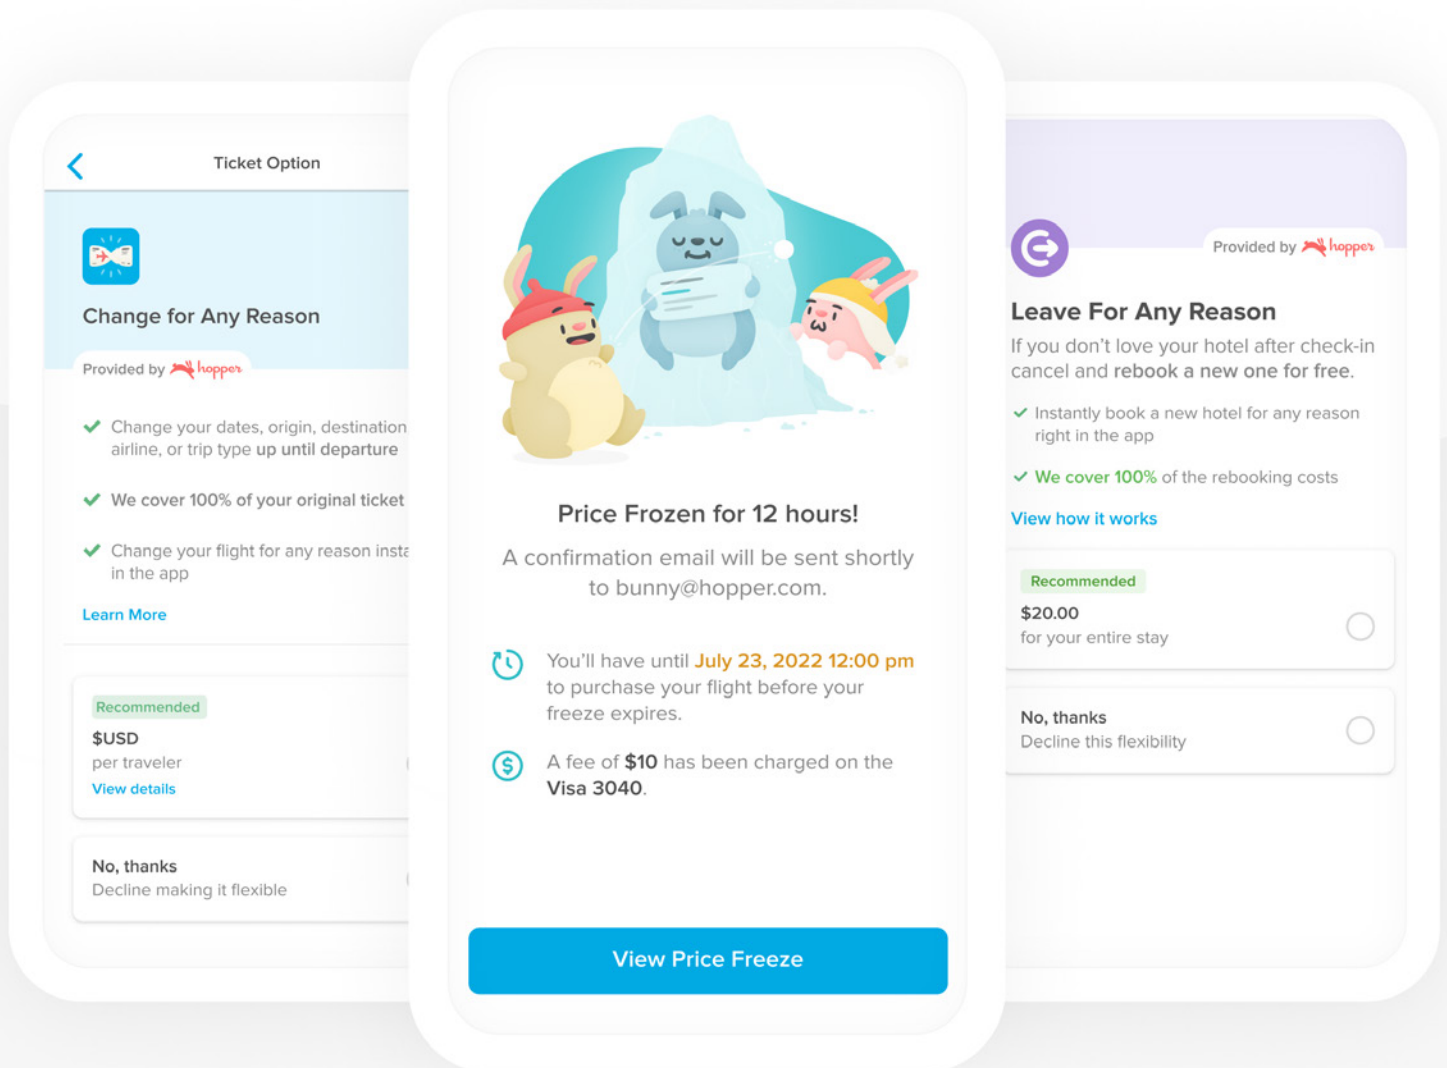 Ticket Option
Change for Any Reason
Provided by hopper
Change your dates, origin, destination
airline, or trip type up until departure
We cover 100% of your original ticket
Change your flight for any reason
in the app
Learn More
Recommended
$USD
per traveler
View details
No, thanks
Decline making it flexible
Price Frozen for 12 hours!
A confirmation email will be sent shortly
to bunny@hopper.com.
You'll have until July 23, 2022 12:00 pm
to purchase your flight before your
freeze expires.
$
A fee of $10 has been charged on the
Visa 3040.
View Price Freeze
Provided by hopper
Leave For Any Reason
If you don't love your hotel after check-in
cancel and rebook a new one for free.
Instantly book a new hotel for any reason
right in the app
We cover 100% of the rebooking costs
View how it works
Recommended
$20.00
for your entire stay
No, thanks
Decline this flexibility